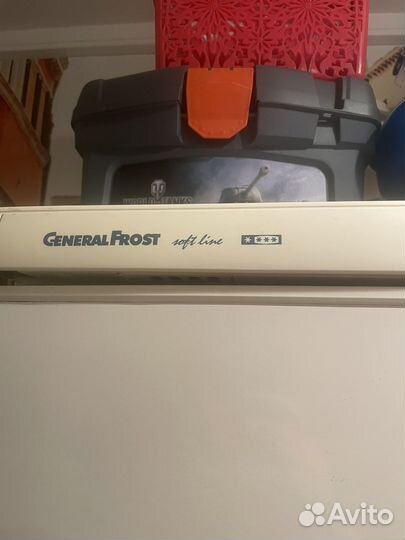 WORLD OF TANKS
GENERAL FROST soft line
Avito